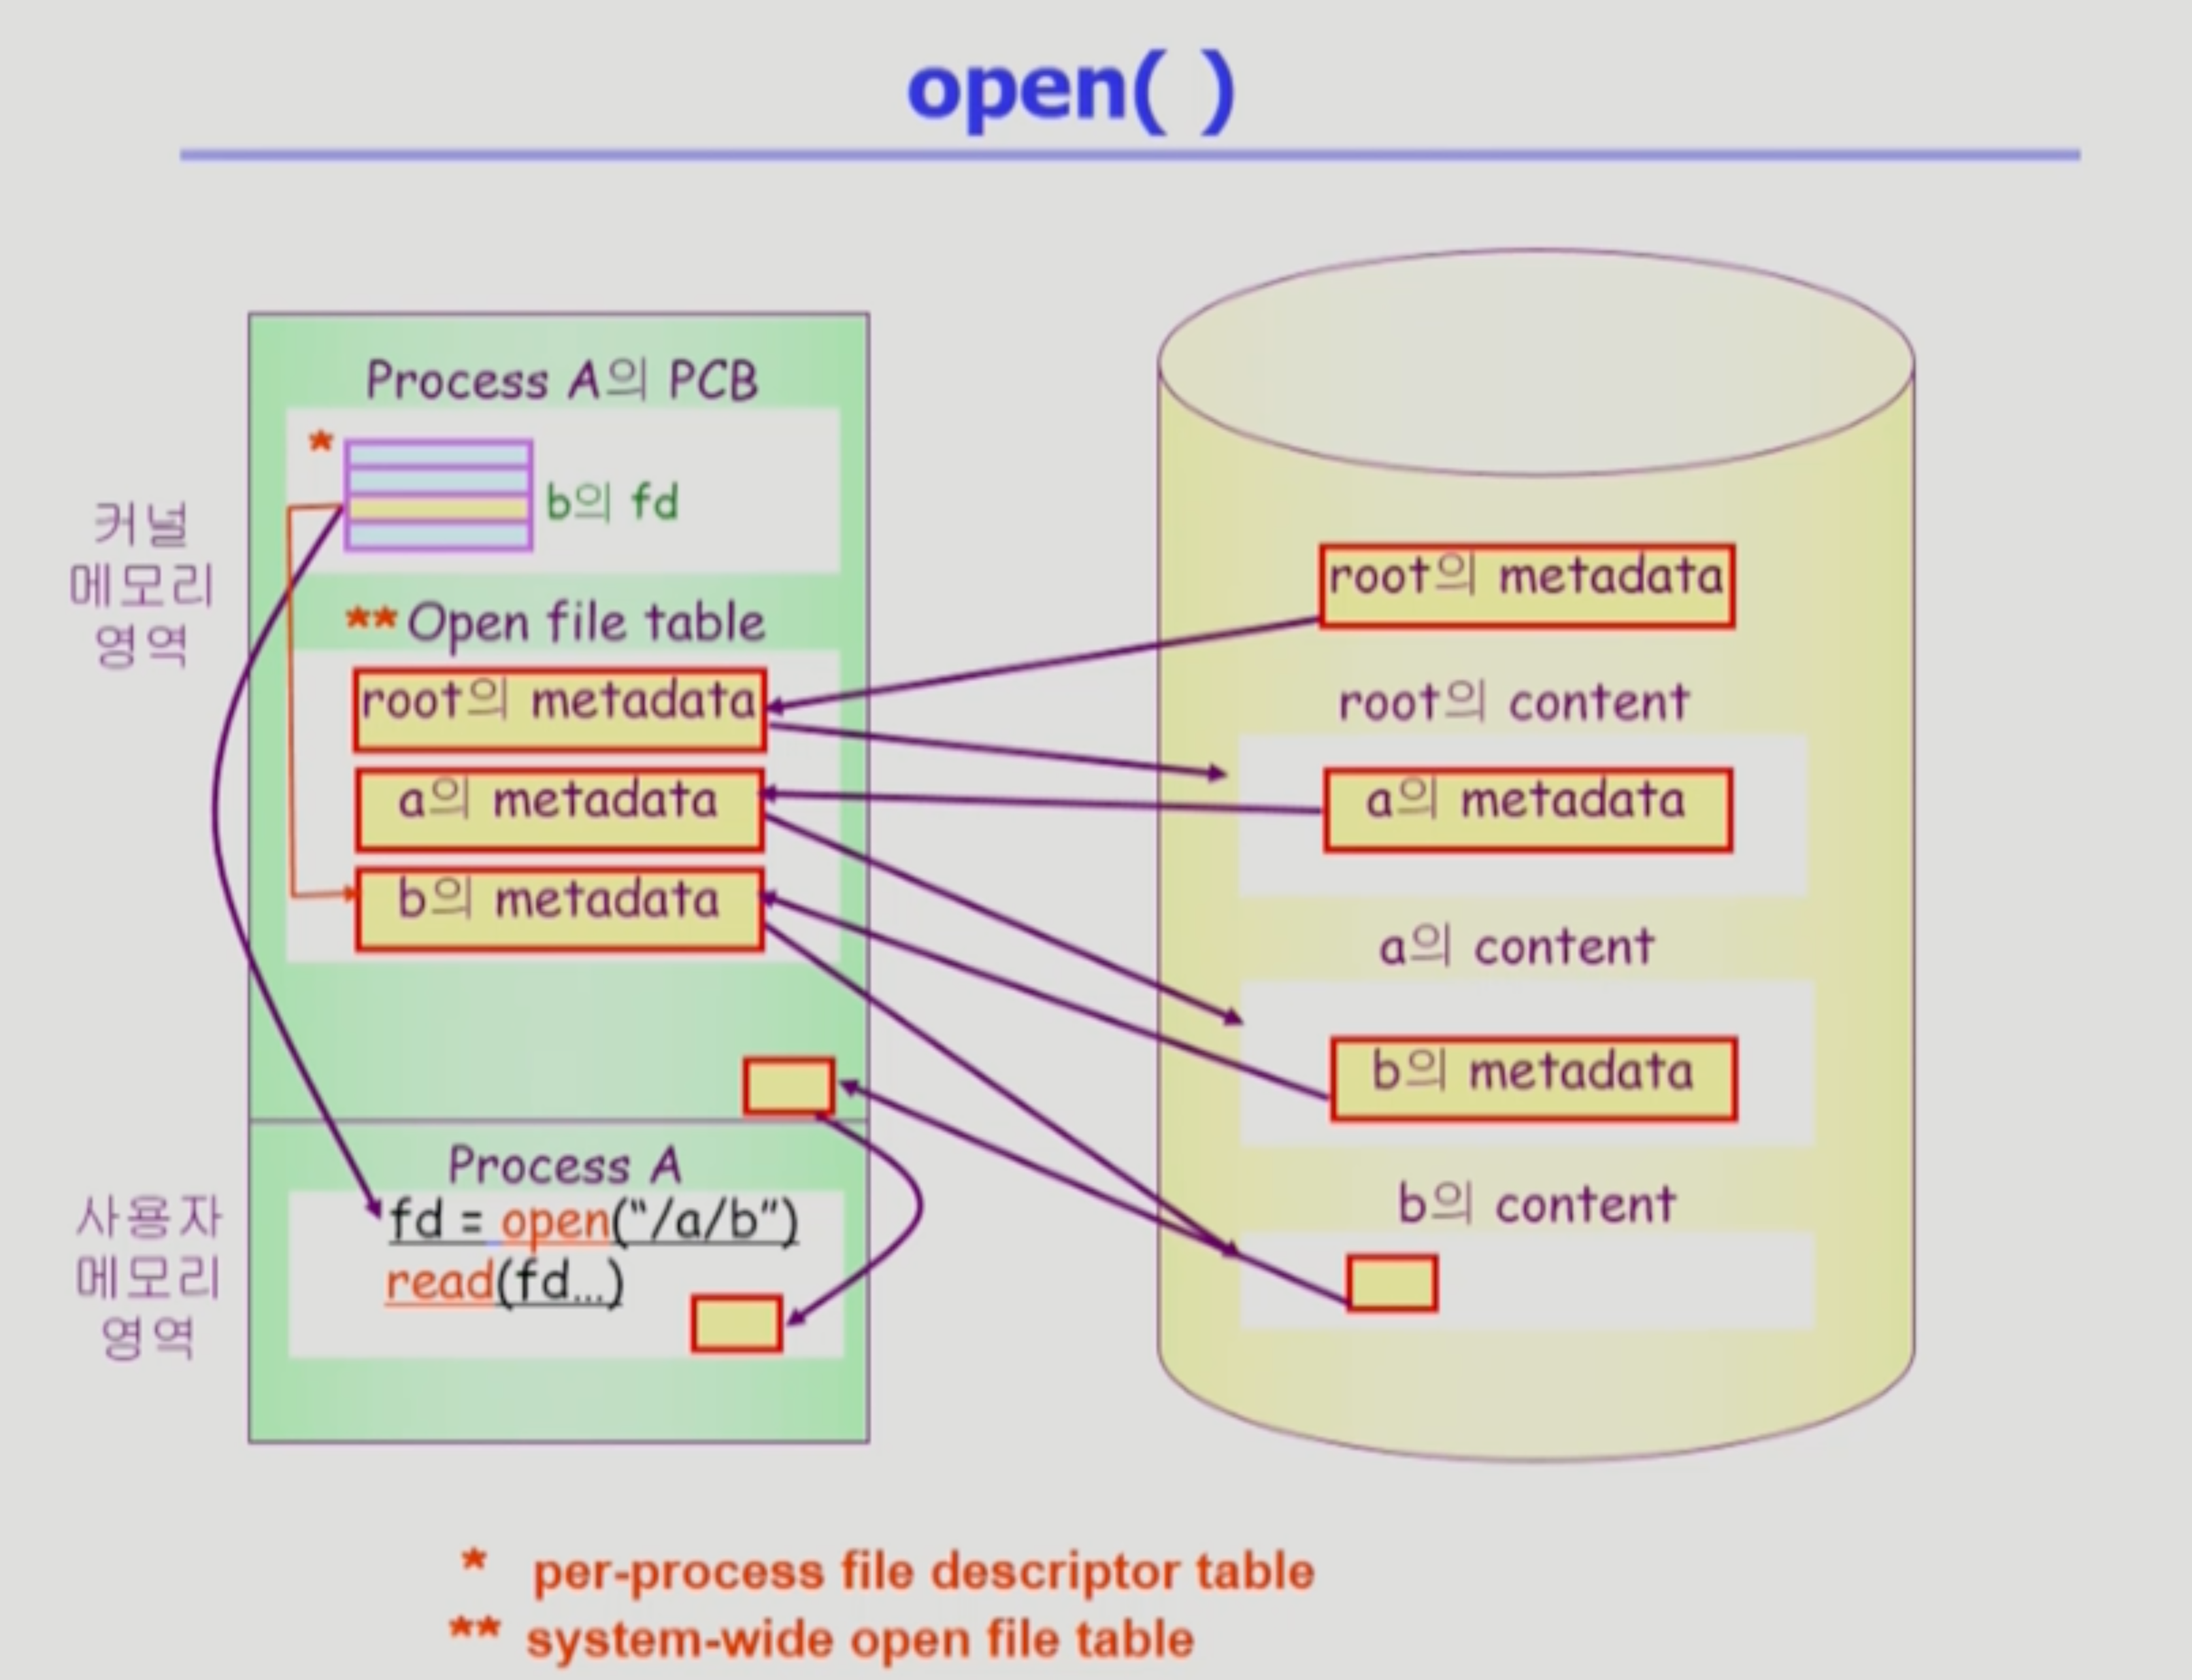 open( )
Process A의 PCB
*
b의 fd
커널
메모리
영역
** Open file table
root의 metadata
a의 metadata
b의 metadata
Process A
fd = open(“/a/b”)
read(fd…)
사용자
메모리
영역
root의 metadata
root의 content
a의 metadata
a의 content
b의 metadata
b의 content
* per-process file descriptor table
** system-wide open file table